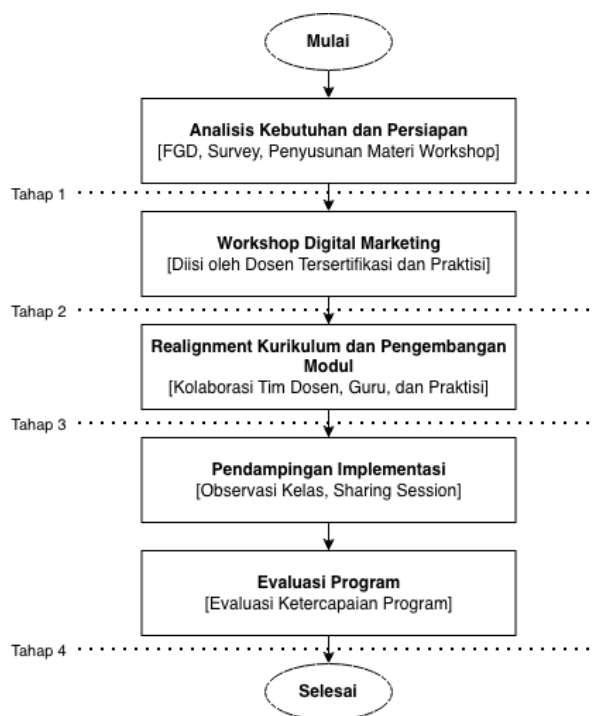 Mulai
Analisis Kebutuhan dan Persiapan
[FGD, Survey, Penyusunan Materi Workshop]
Tahap 1
Workshop Digital Marketing
[Diisi oleh Dosen Tersertifikasi dan Praktisi]
Tahap 2
Realignment Kurikulum dan Pengembangan
Modul
[Kolaborasi Tim Dosen, Guru, dan Praktisi]
Tahap 3
Pendampingan Implementasi
[Observasi Kelas, Sharing Session]
Evaluasi Program
[Evaluasi Ketercapaian Program]
Tahap 4
Selesai